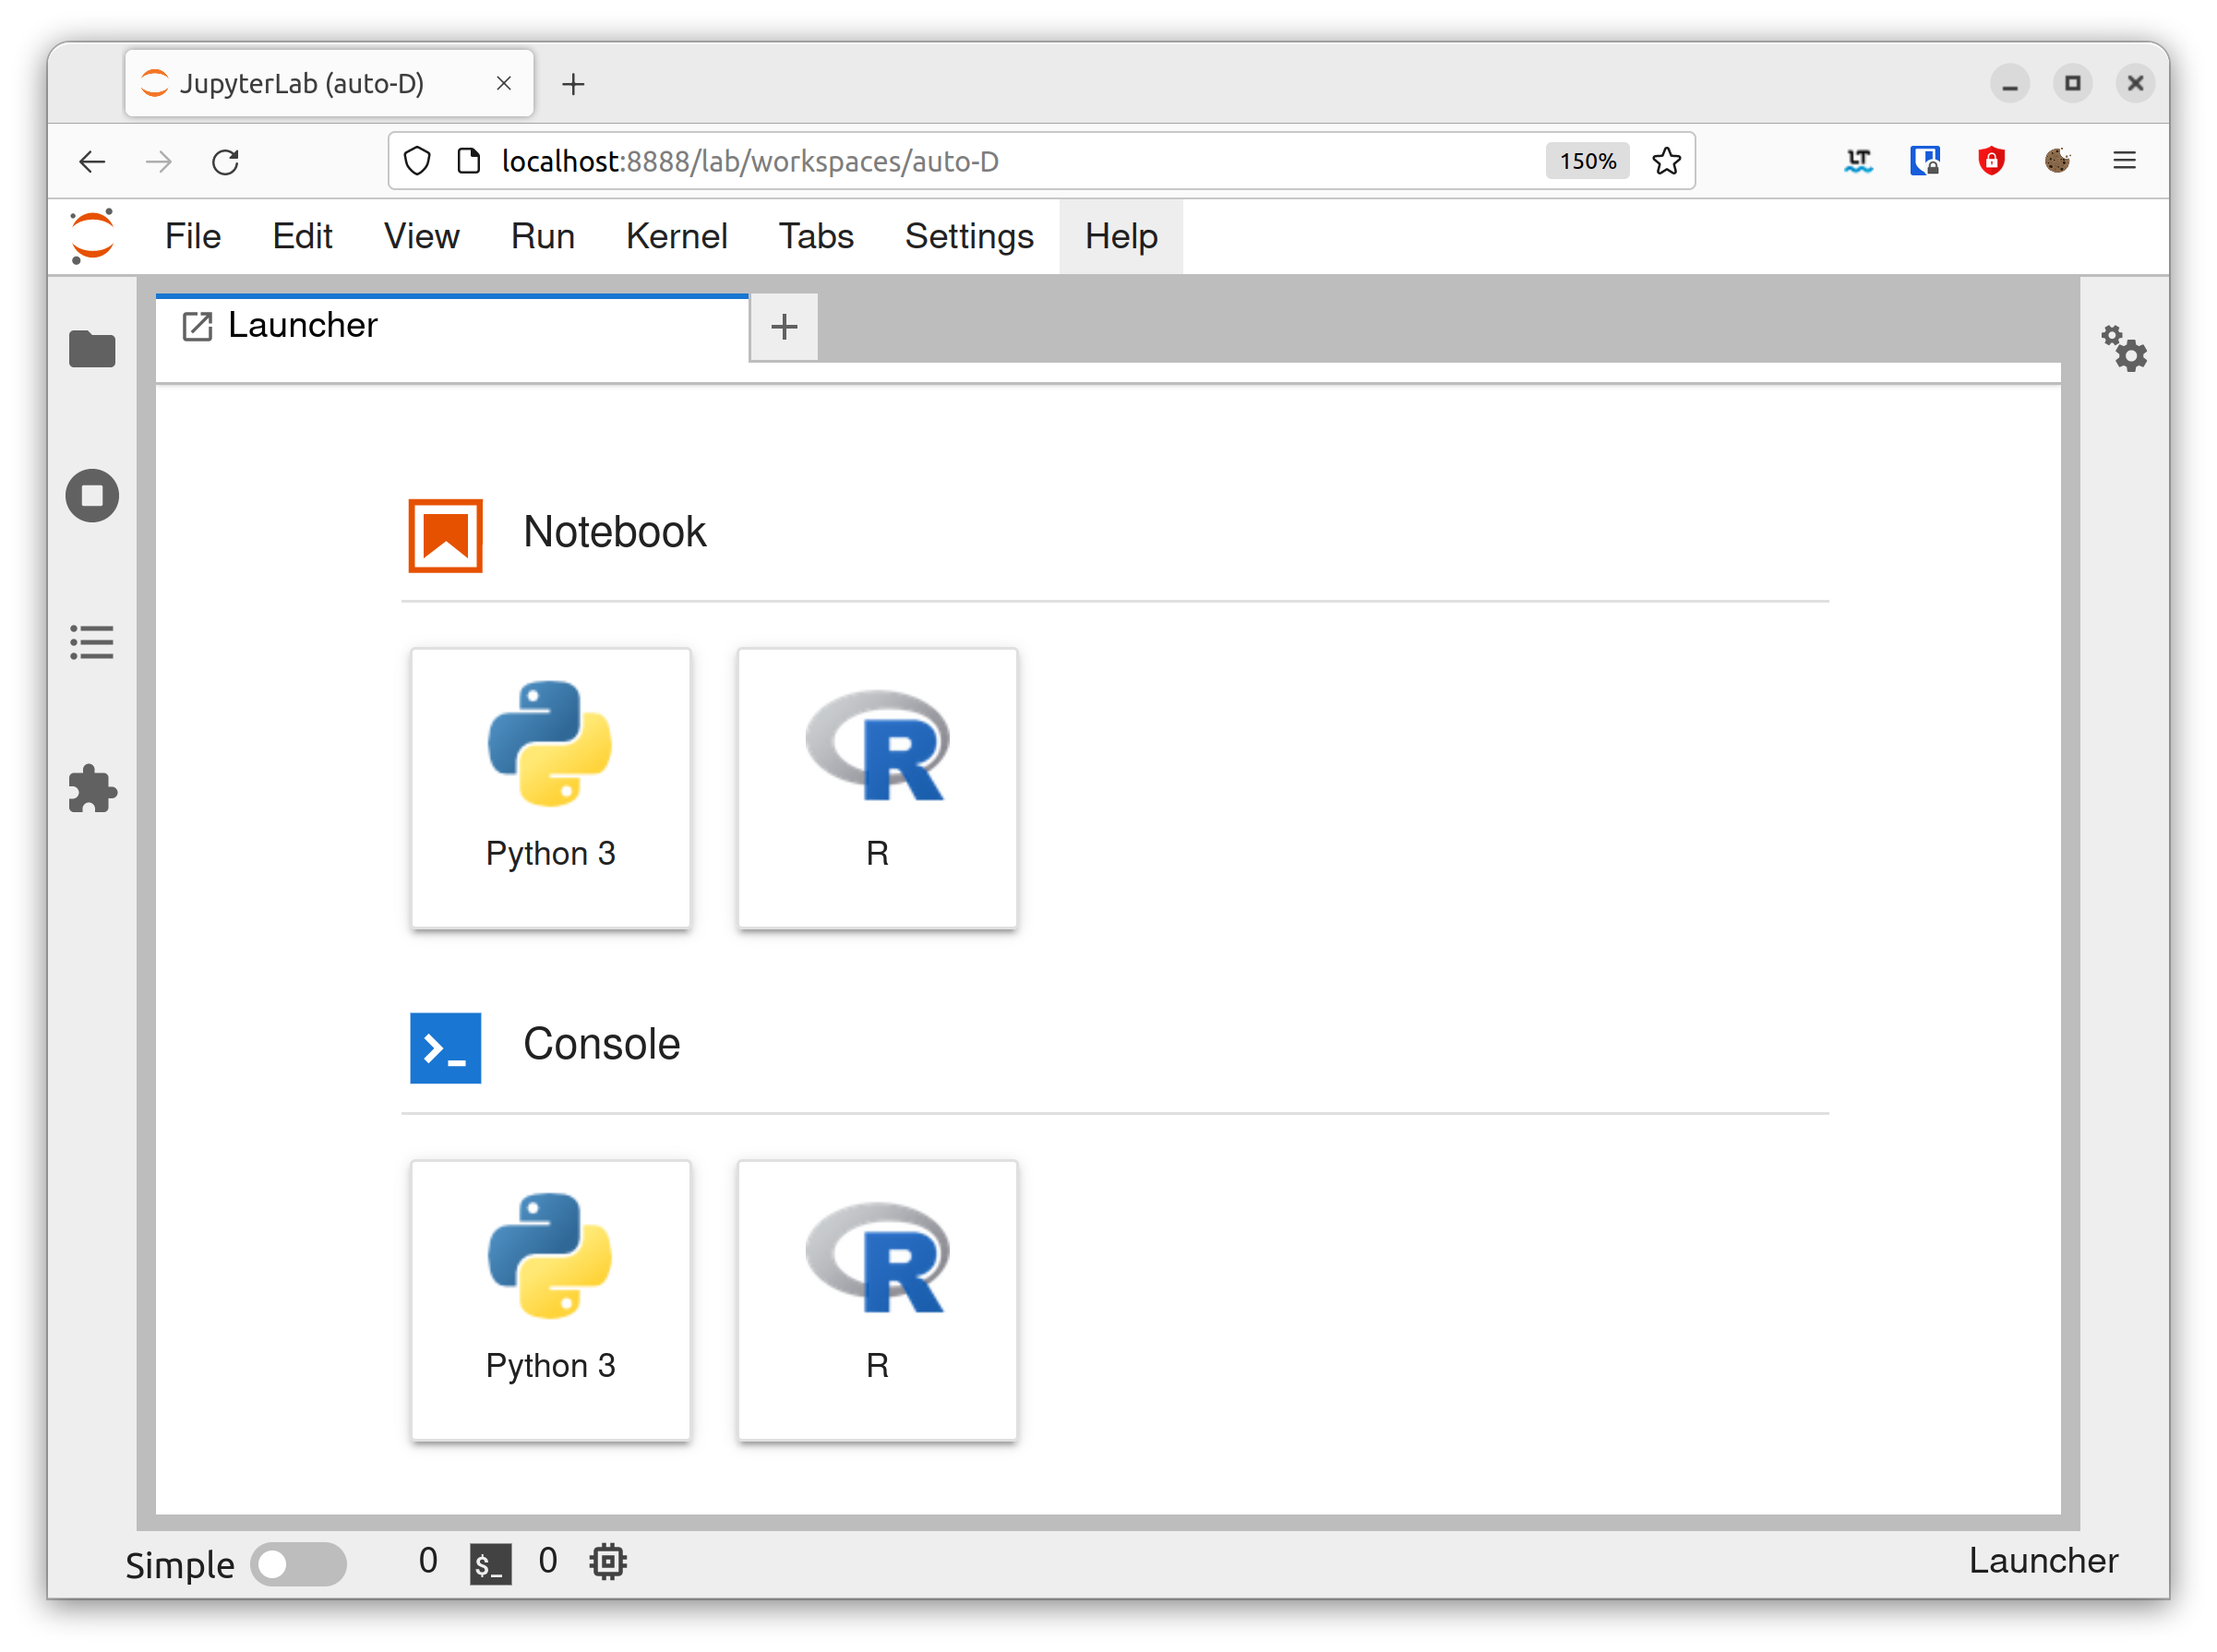 JupyterLab (auto-D)
localhost:8888/lab/workspaces/auto-D 150% LT
File Edit View Run Kernel Tabs Settings Help
Launcher
Notebook
R R
Python 3 R
Console
R R
Python 3 R
Simple 0 $_ 0 Launcher